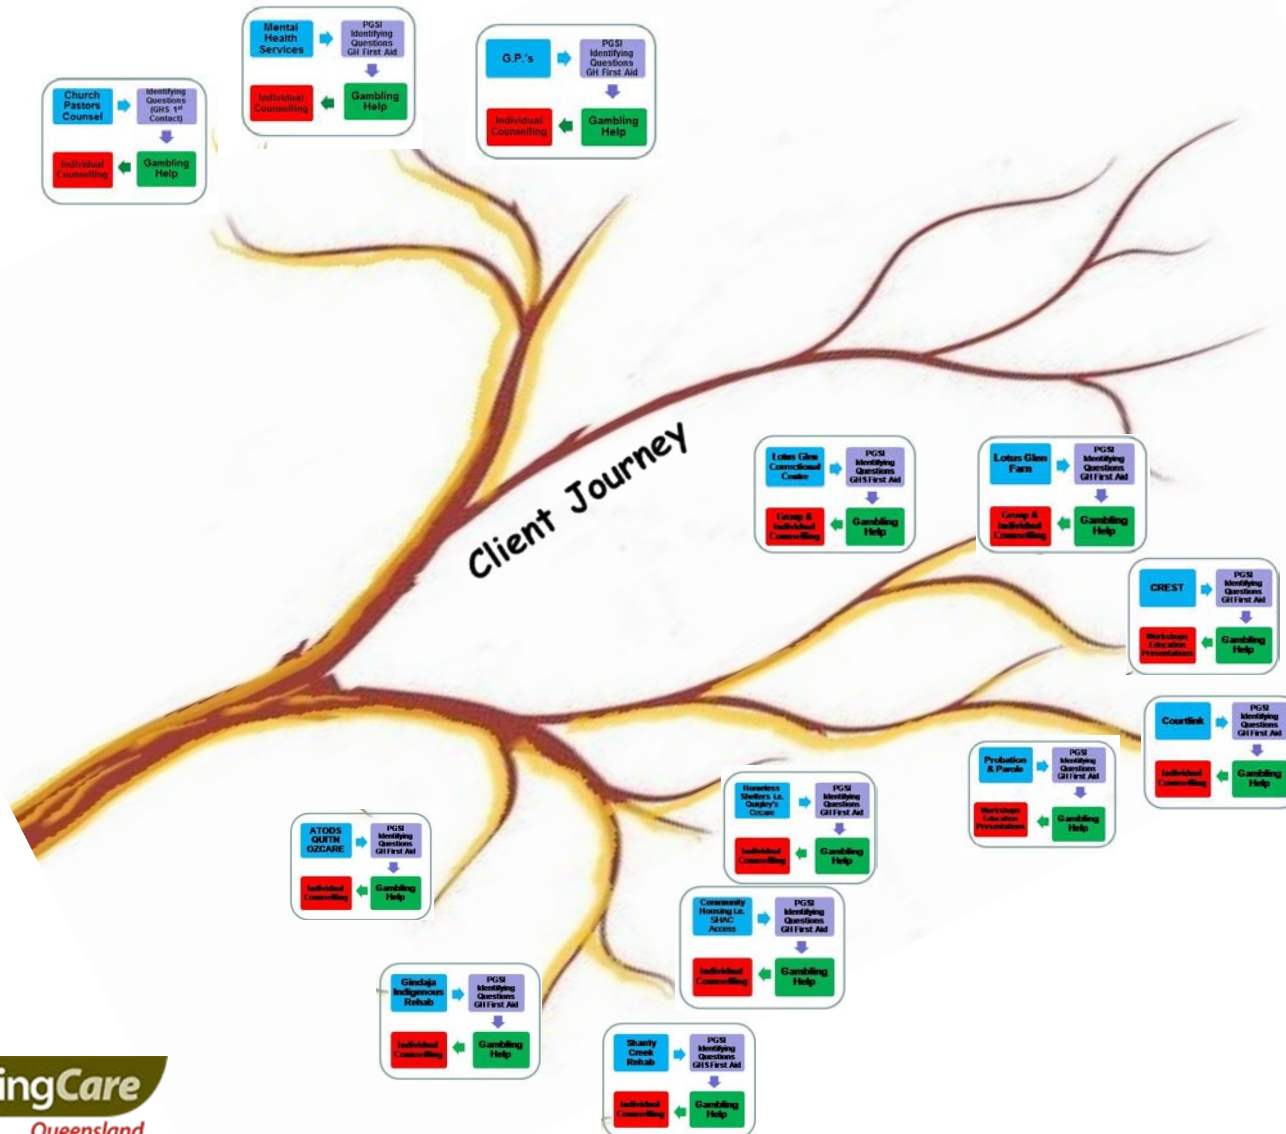 Mental
Health
Services
PGSI
Identifying
Questions
GH First Aid
Individual
Counselling
Gambling
Help
G.P.'s
PGSI
Identifying
Questions
GH First Aid
Individual
Counselling
Gambling
Help
Church
Pastors
Counsel
Identifying
Questions
(GHS 1st
Contact)
Individual
Counselling
Gambling
Help
Client Journey
Lotus Glen
Correctional
Centre
PGSI
Identifying
Questions
GHS First Aid
Group &
Individual
Counselling
Gambling
Help
Lotus Glen
Farm
PGSI
Identifying
Questions
GH First Aid
Group &
Individual
Counselling
Gambling
Help
CREST
PGSI
Identifying
Questions
GH First Aid
Workshops
Education
Presentations
Gambling
Help
Courtlink
PGSI
Identifying
Questions
GH First Aid
Individual
Counselling
Gambling
Help
Probation
& Parole
PGSI
Identifying
Questions
GH First Aid
Workshops
Education
Presentations
Gambling
Help
Homeless
Shelters i.e.
Quigley's
Ozcare
PGSI
Identifying
Questions
GH First Aid
Individual
Counselling
Gambling
Help
ATODS
QUITN
OZCARE
PGSI
Identifying
Questions
GH First Aid
Individual
Counselling
Gambling
Help
Community
Housing i.e.
SHAC
Access
PGSI
Identifying
Questions
GH First Aid
Individual
Counselling
Gambling
Help
Gindaja
Indigenous
Rehab
PGSI
Identifying
Questions
GH First Aid
Individual
Counselling
Gambling
Help
Shanty
Creek
Rehab
PGSI
Identifying
Questions
GHS First Aid
Individual
Counselling
Gambling
Help
ingCare
Queensland